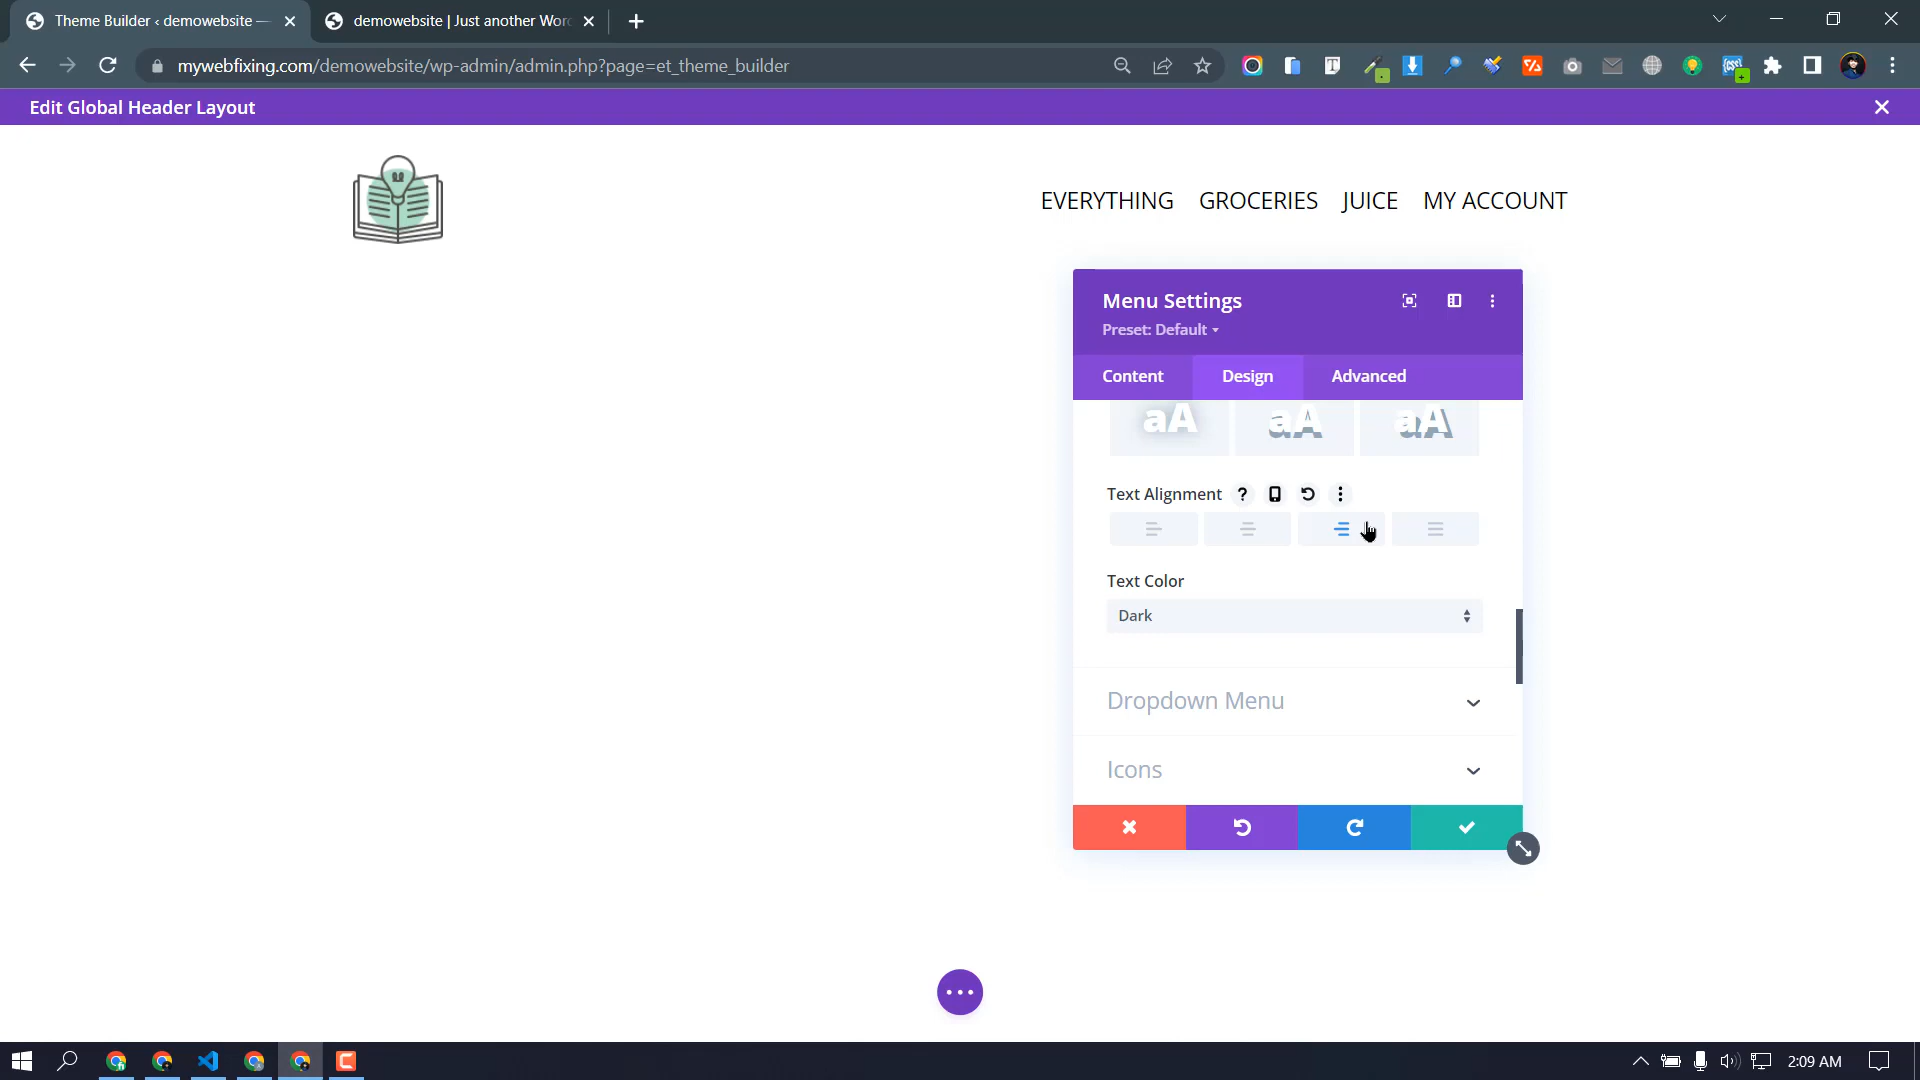 Theme Builder ‹ demowebsite —
demowebsite | Just another Wor
mywebfixing.com/demowebsite/wp-admin/admin.php?page=et_theme_builder
Edit Global Header Layout
EVERYTHING GROCERIES JUICE MY ACCOUNT
Menu Settings
Preset: Default
Content Design Advanced
aA aA aA
Text Alignment ?
Text Color
Dark
Dropdown Menu
Icons
2:09 AM